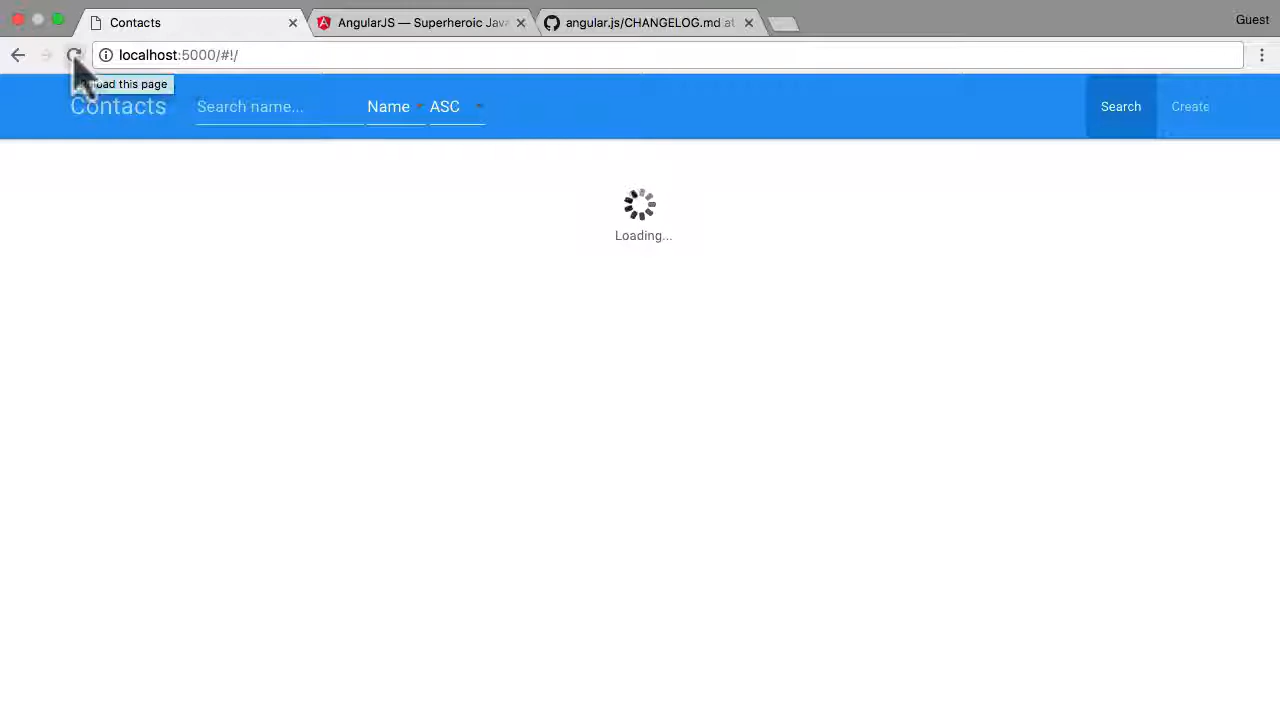 Contacts
AngularJS — Superheroic Java
angular.js/CHANGELOG.md at
Guest
localhost:5000/#!/
this page
Contacts
Search name...
Name
ASC
Search
Create
Loading...